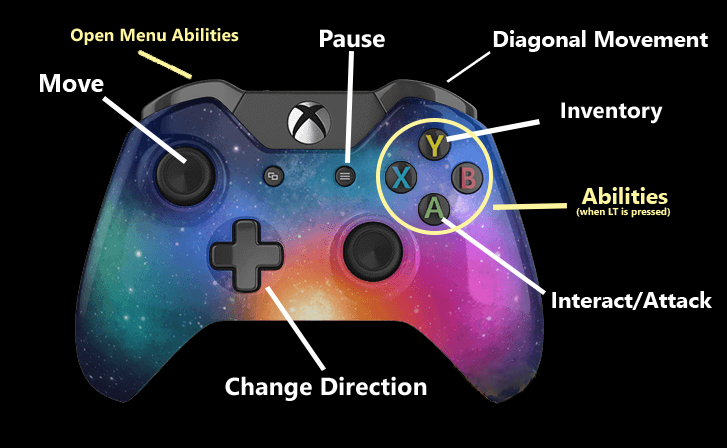 Open Menu Abilities
Pause
Diagonal Movement
Move
Inventory
Y
X
B
A
Abilities
(when LT is pressed)
Interact/Attack
Change Direction